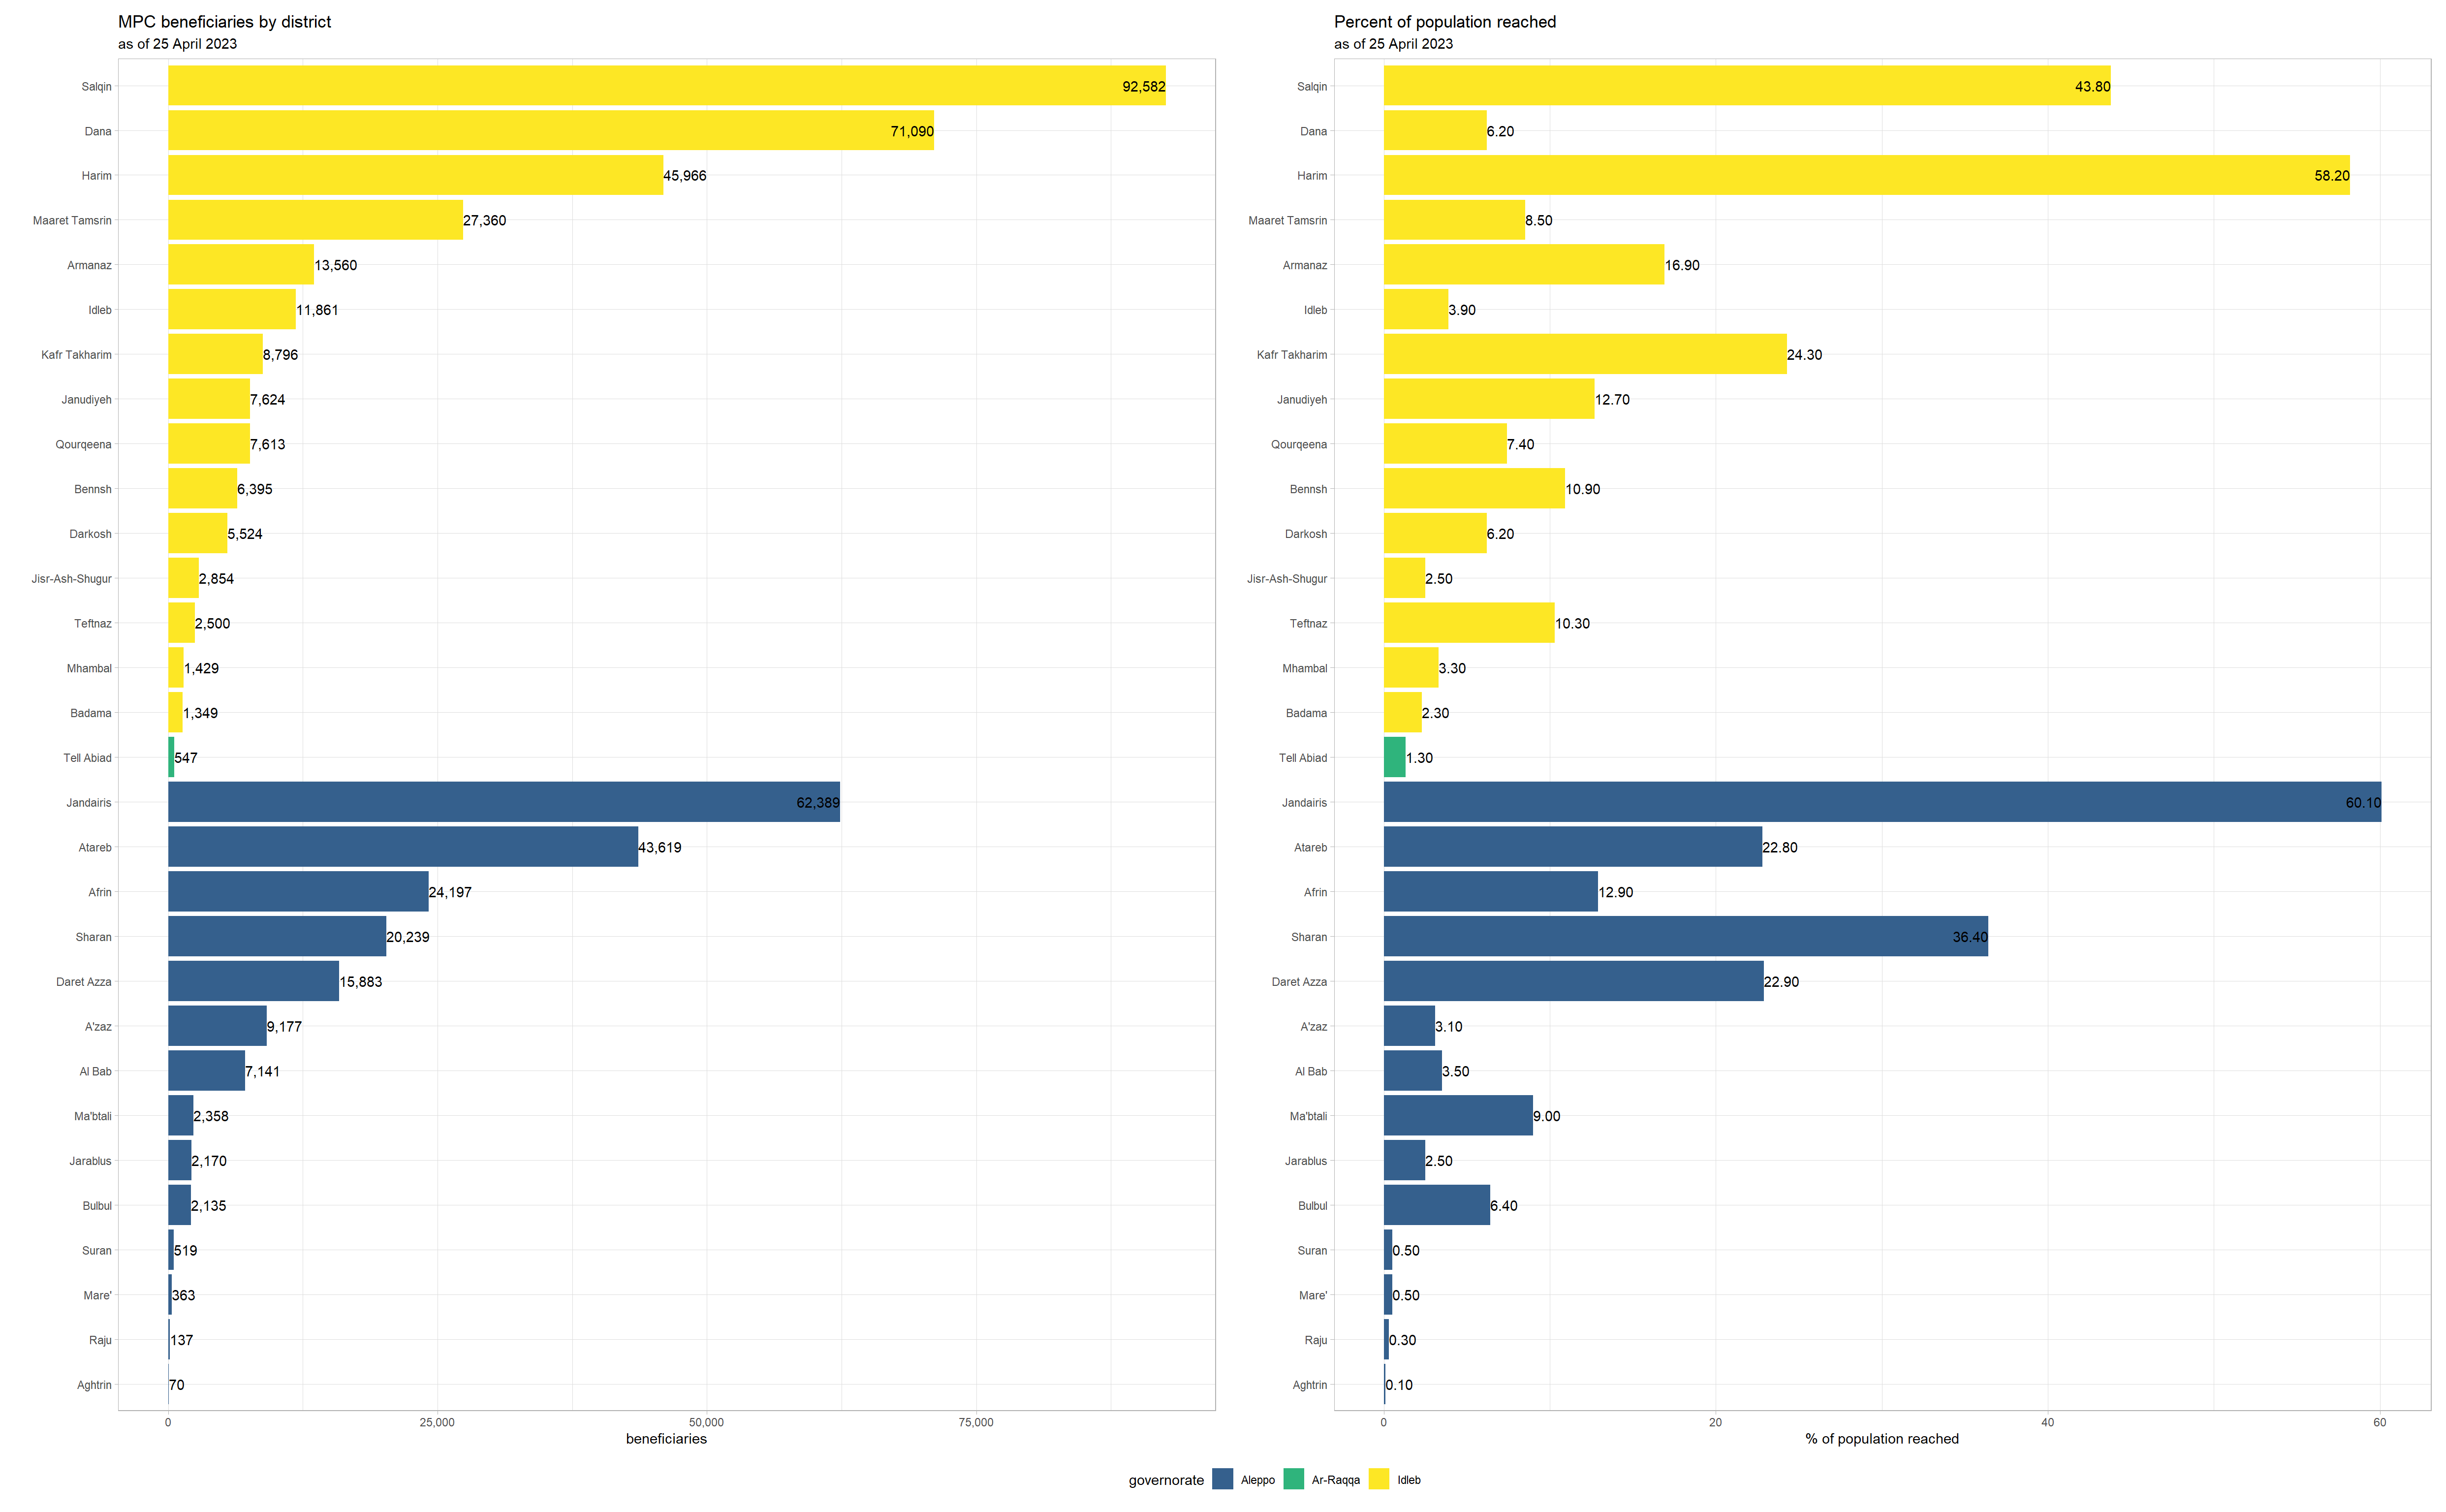 MPC beneficiaries by district
as of 25 April 2023
Salqin 92,582
Dana 71,090
Harim 45,966
Maaret Tamsrin 27,360
Armanaz 13,560
Idleb 11,861
Kafr Takharim 8,796
Janudiyeh 7,624
Qourqeena 7,613
Bennsh 6,395
Darkosh 5,524
Jisr-Ash-Shugur 2,854
Teftnaz 2,500
Mhambal 1,429
Badama 1,349
Tell Abiad 547
Jandairis 62,389
Atareb 43,619
Afrin 24,197
Sharan 20,239
Daret Azza 15,883
A'zaz 9,177
Al Bab 7,141
Ma'btali 2,358
Jarablus 2,170
Bulbul 2,135
Suran 519
Mare' 363
Raju 137
Aghtrin 70
0 25,000 50,000 75,000
beneficiaries
Percent of population reached
as of 25 April 2023
Salqin 43.80
Dana 6.20
Harim 58.20
Maaret Tamsrin 8.50
Armanaz 16.90
Idleb 3.90
Kafr Takharim 24.30
Janudiyeh 12.70
Qourqeena 7.40
Bennsh 10.90
Darkosh 6.20
Jisr-Ash-Shugur 2.50
Teftnaz 10.30
Mhambal 3.30
Badama 2.30
Tell Abiad 1.30
Jandairis 60.10
Atareb 22.80
Afrin 12.90
Sharan 36.40
Daret Azza 22.90
A'zaz 3.10
Al Bab 3.50
Ma'btali 9.00
Jarablus 2.50
Bulbul 6.40
Suran 0.50
Mare' 0.50
Raju 0.30
Aghtrin 0.10
0 20 40 60
% of population reached
governorate Aleppo Ar-Raqqa Idleb